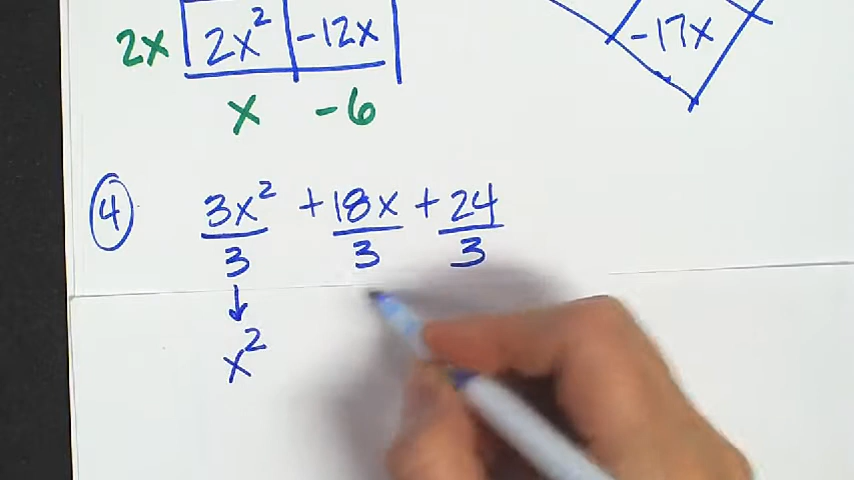 2x 2x² -12x
x -6
-17x
4 3x² + 18x + 24
3 3 3
x²